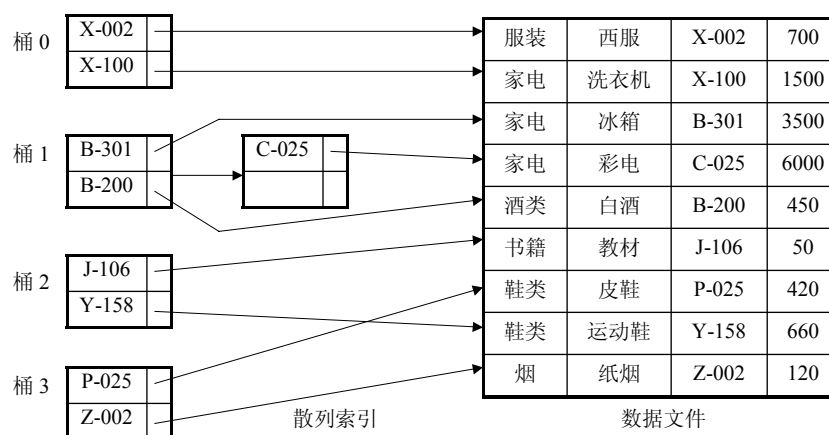 桶 0
X-002
X-100
桶 1
B-301
B-200
C-025
桶 2
J-106
Y-158
桶 3
P-025
Z-002
散列索引
服装 西服 X-002 700
家电 洗衣机 X-100 1500
家电 冰箱 B-301 3500
家电 彩电 C-025 6000
酒类 白酒 B-200 450
书籍 教材 J-106 50
鞋类 皮鞋 P-025 420
鞋类 运动鞋 Y-158 660
烟 纸烟 Z-002 120
数据文件